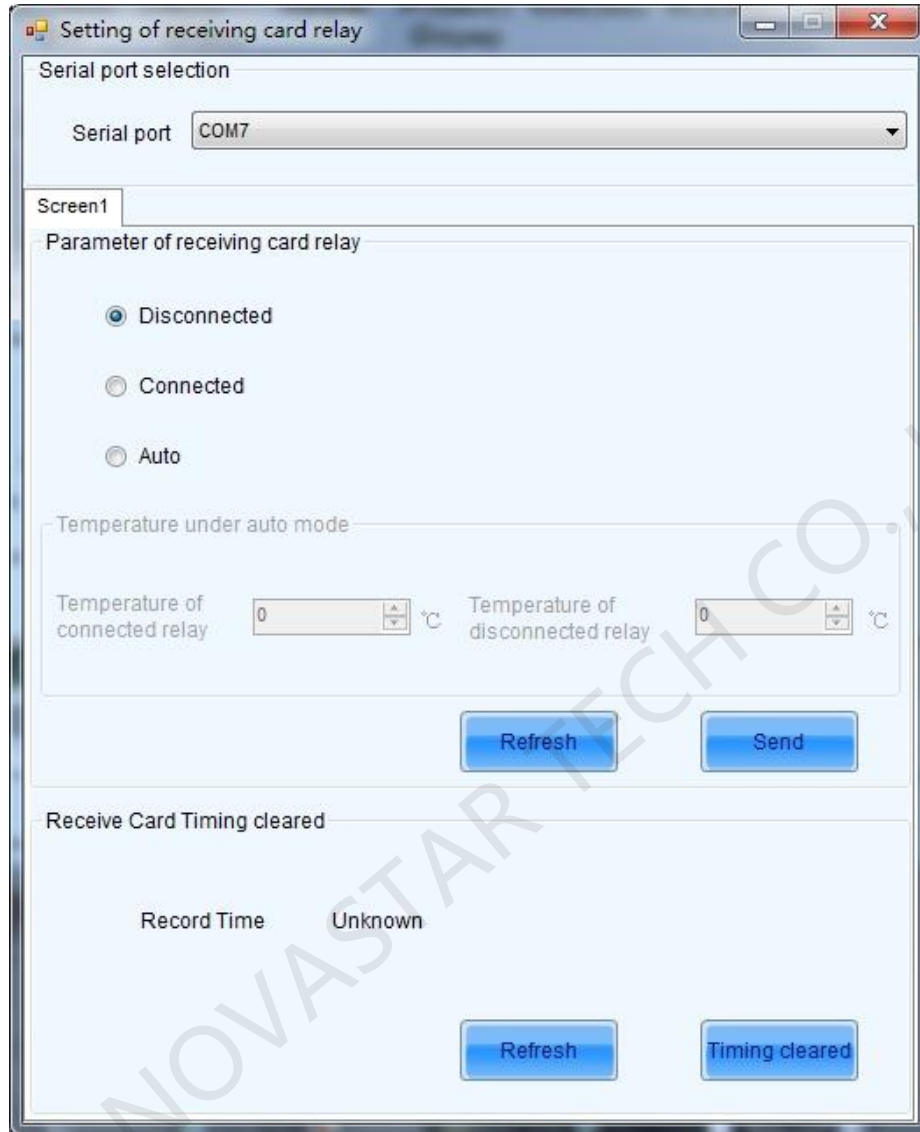 Setting of receiving card relay
Serial port selection
Serial port COM7
Screen1
Parameter of receiving card relay
Disconnected
Connected
Auto
Temperature under auto mode
Temperature of connected relay 0 °C Temperature of disconnected relay 0 °C
Refresh Send
Receive Card Timing cleared
Record Time Unknown
Refresh Timing cleared
NOVASTAR TECH CO.,